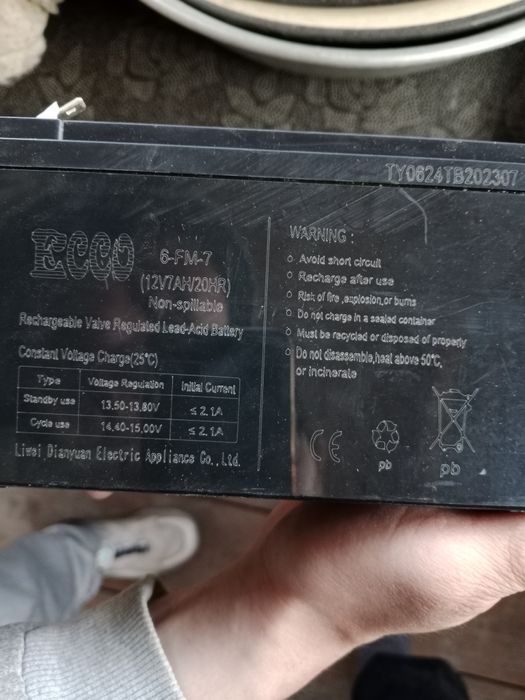 TY0624TB202307
ECOO
6-FM-7
(12V7AH/20HR)
Non-spillable
Rechargeable Valve Regulated Lead-Acid Battery
Constant Voltage Charge(25°C)
Type Voltage Regulation Initial Current
Standby use 13.50-13.80V ≤2.1A
Cycle use 14.40-15.00V ≤2.1A
Liwei Dianyuan Electric Appliance Co., Ltd.
WARNING :
Avoid short circuit
Recharge after use
Risk of fire ,explosion,or burns
Do not charge in a sealed container
Must be recycled or disposed of properly
Do not disassemble,heat above 50°C,
or incinerate
CE
pb
pb